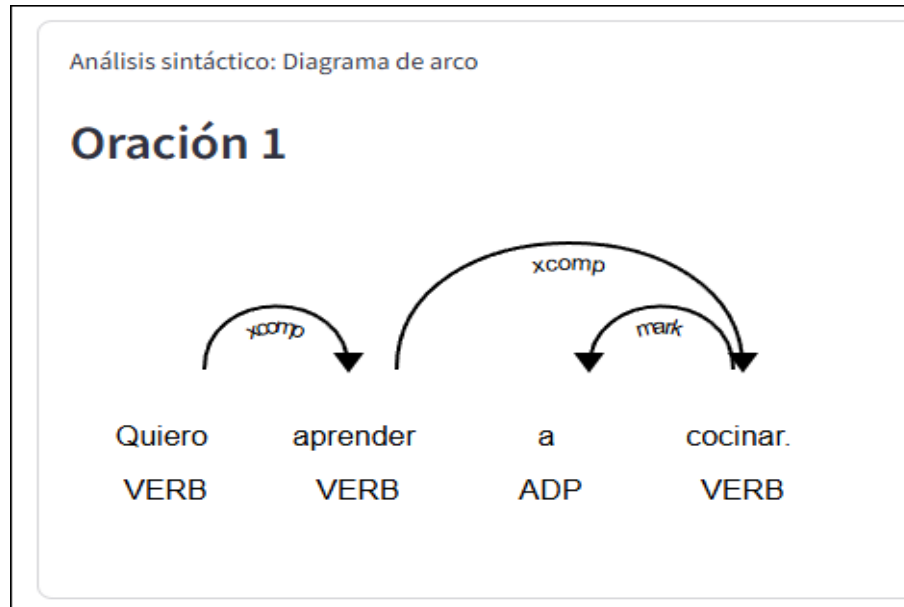 Análisis sintáctico: Diagrama de arco
Oración 1
xcomp
xcomp
mark
Quiero aprender a cocinar.
VERB VERB ADP VERB